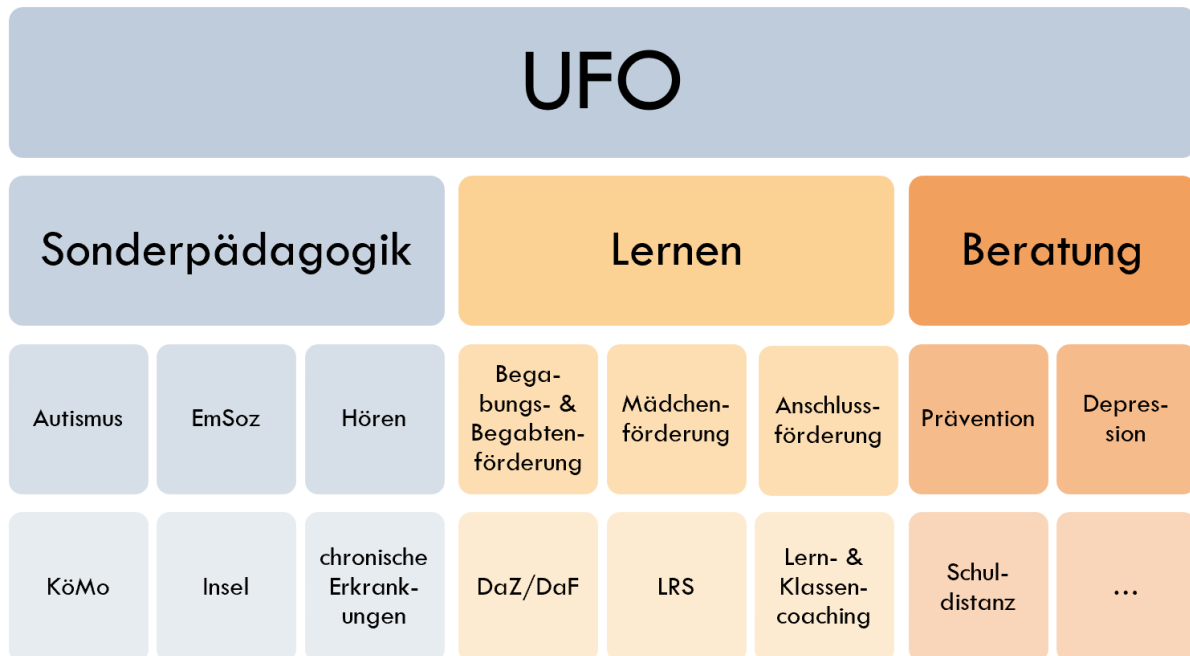 UFO
Sonderpädagogik
Lernen
Beratung
Autismus
EmSoz
Hören
Bega-
bungs- &
Begabten-
förderung
Mädchen-
förderung
Anschluss-
förderung
Prävention
Depres-
sion
KöMo
Insel
chronische
Erkrank-
ungen
DaZ/DaF
LRS
Lern- &
Klassen-
coaching
Schul-
distanz
...